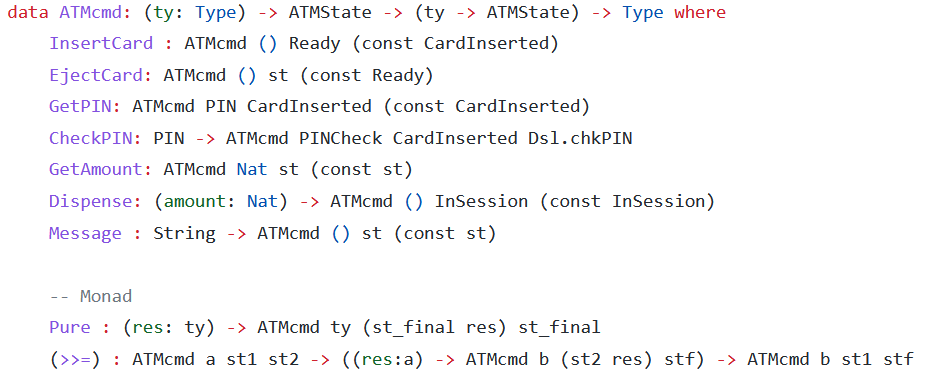 data ATMcmd: (ty: Type) -> ATMState -> (ty -> ATMState) -> Type where
    InsertCard : ATMcmd () Ready (const CardInserted)
    EjectCard: ATMcmd () st (const Ready)
    GetPIN: ATMcmd PIN CardInserted (const CardInserted)
    CheckPIN: PIN -> ATMcmd PINCheck CardInserted Dsl.chkPIN
    GetAmount: ATMcmd Nat st (const st)
    Dispense: (amount: Nat) -> ATMcmd () InSession (const InSession)
    Message : String -> ATMcmd () st (const st)

    -- Monad
    Pure : (res: ty) -> ATMcmd ty (st_final res) st_final
    (>>=) : ATMcmd a st1 st2 -> ((res:a) -> ATMcmd b (st2 res) stf) -> ATMcmd b st1 stf